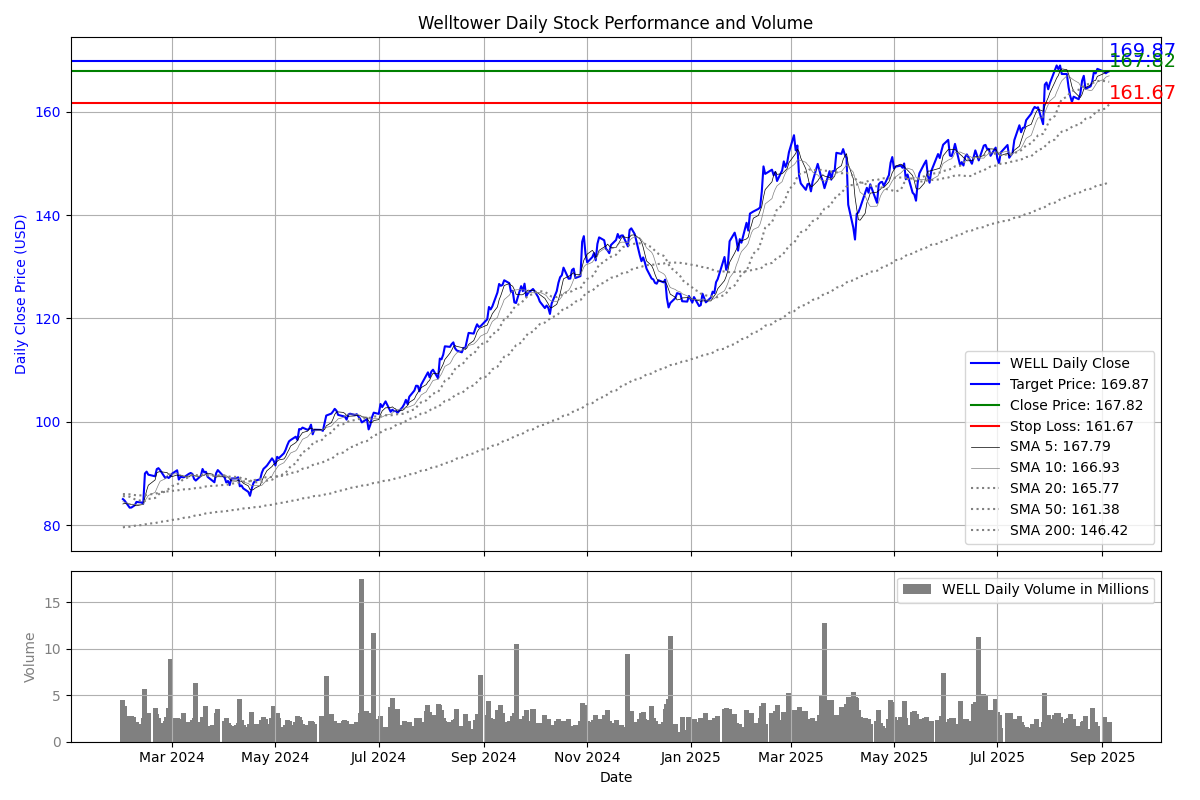 Welltower Daily Stock Performance and Volume
169.87
167.82
161.67
160
140
120
100
80
Daily Close Price (USD)
WELL Daily Close
Target Price: 169.87
Close Price: 167.82
Stop Loss: 161.67
SMA 5: 167.79
SMA 10: 166.93
SMA 20: 165.77
SMA 50: 161.38
SMA 200: 146.42
WELL Daily Volume in Millions
15
10
5
0
Volume
Mar 2024 May 2024 Jul 2024 Sep 2024 Nov 2024 Jan 2025 Mar 2025 May 2025 Jul 2025 Sep 2025
Date